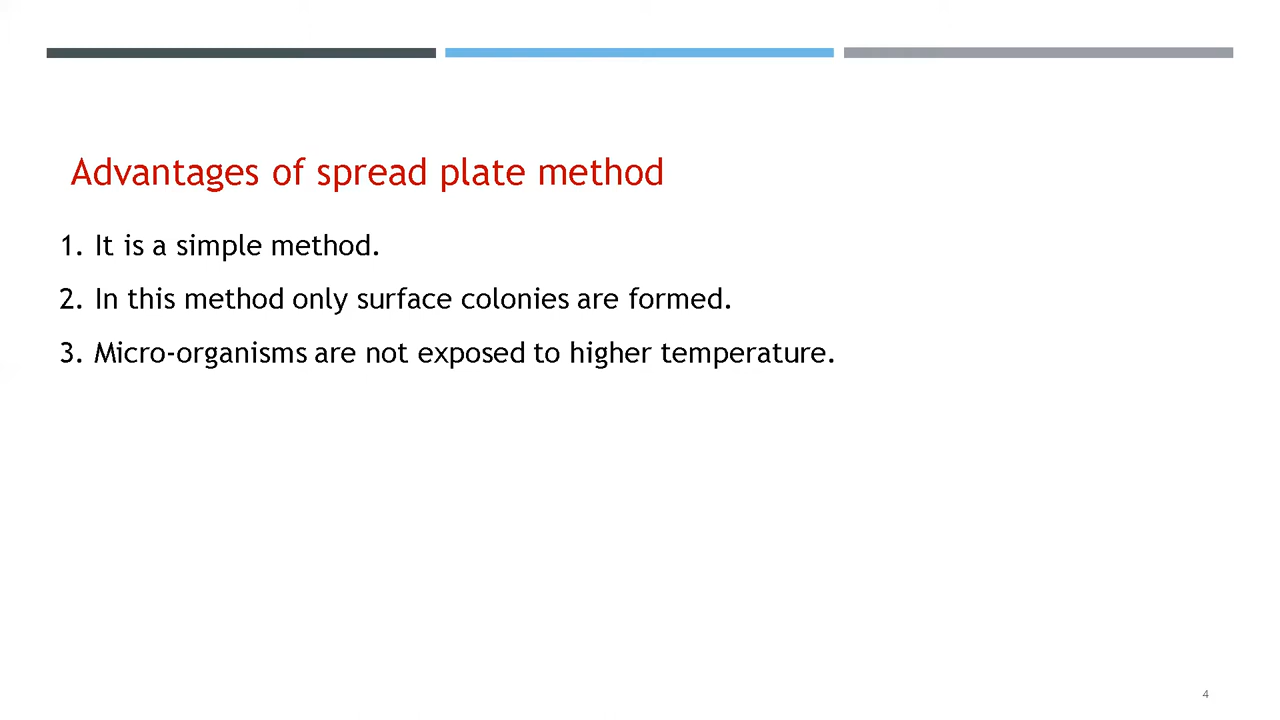 Advantages of spread plate method
1. It is a simple method.
2. In this method only surface colonies are formed.
3. Micro-organisms are not exposed to higher temperature.
4